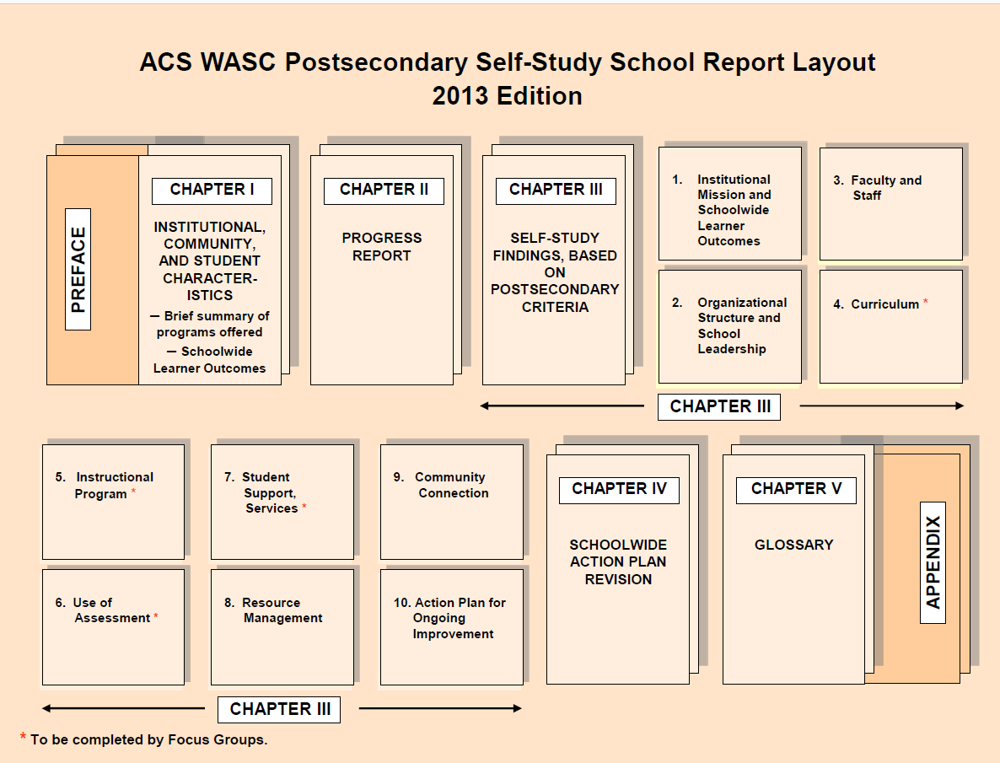 ACS WASC Postsecondary Self-Study School Report Layout
2013 Edition
PREFACE
CHAPTER I
INSTITUTIONAL,
COMMUNITY,
AND STUDENT
CHARACTER-
ISTICS
— Brief summary of
programs offered
— Schoolwide
Learner Outcomes
CHAPTER II
PROGRESS
REPORT
CHAPTER III
SELF-STUDY
FINDINGS, BASED
ON
POSTSECONDARY
CRITERIA
1. Institutional
Mission and
Schoolwide
Learner
Outcomes
3. Faculty and
Staff
2. Organizational
Structure and
School
Leadership
4. Curriculum *
CHAPTER III
5. Instructional
Program *
7. Student
Support,
Services *
9. Community
Connection
6. Use of
Assessment *
8. Resource
Management
10. Action Plan for
Ongoing
Improvement
CHAPTER III
CHAPTER IV
SCHOOLWIDE
ACTION PLAN
REVISION
CHAPTER V
GLOSSARY
APPENDIX
* To be completed by Focus Groups.